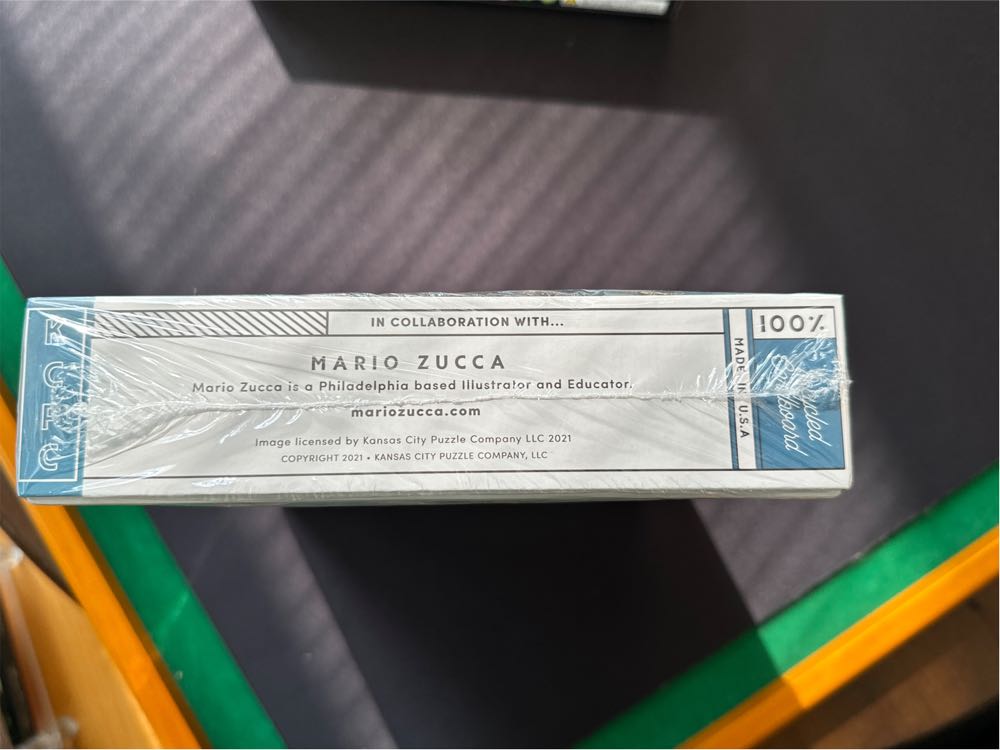 IN COLLABORATION WITH...
MARIO ZUCCA
Mario Zucca is a Philadelphia based Illustrator and Educator.
mariozucca.com
Image licensed by Kansas City Puzzle Company LLC 2021
COPYRIGHT 2021 • KANSAS CITY PUZZLE COMPANY, LLC
MADE IN U.S.A
100%